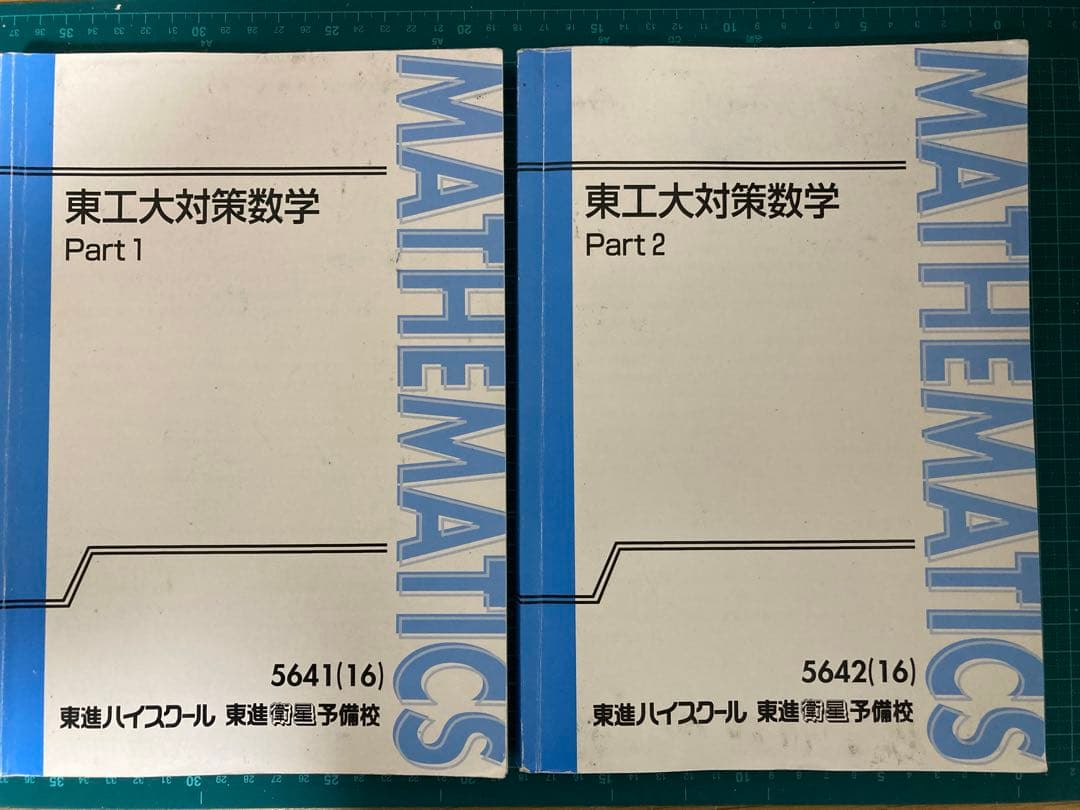 東工大対策数学
Part 1
MATHEMATICS
5641(16)
東進ハイスクール 東進衛星予備校
東工大対策数学
Part 2
MATHEMATICS
5642(16)
東進ハイスクール 東進衛星予備校